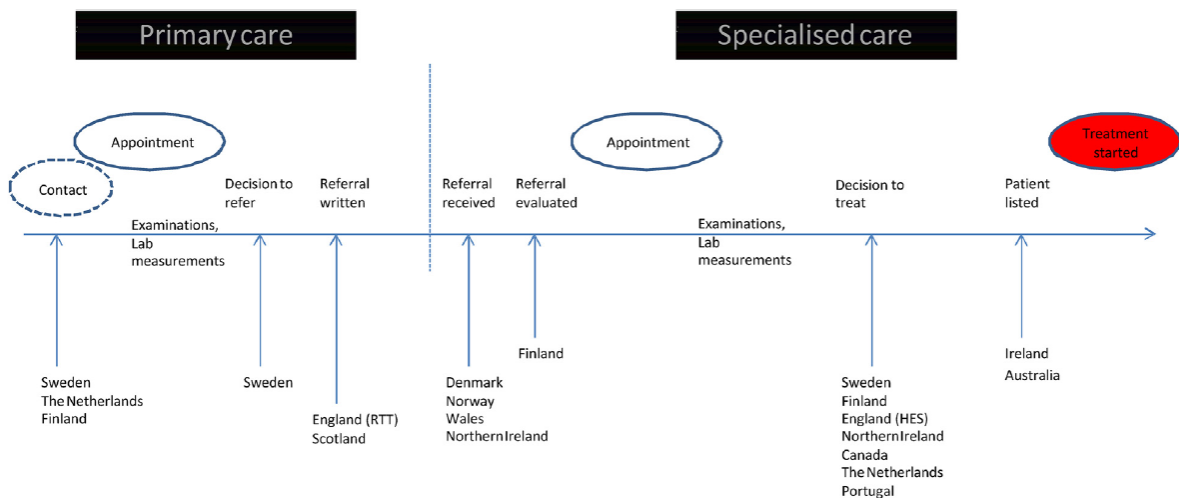 Primary care
Specialised care
Appointment
Appointment
Treatment
started
Contact
Decision to
refer
Referral
written
Referral
received
Referral
evaluated
Decision to
treat
Patient
listed
Examinations,
Lab
measurements
Examinations,
Lab
measurements
Sweden
The Netherlands
Finland
Sweden
England (RTT)
Scotland
Denmark
Norway
Wales
Northern Ireland
Finland
Sweden
Finland
England (HES)
Northern Ireland
Canada
The Netherlands
Portugal
Ireland
Australia